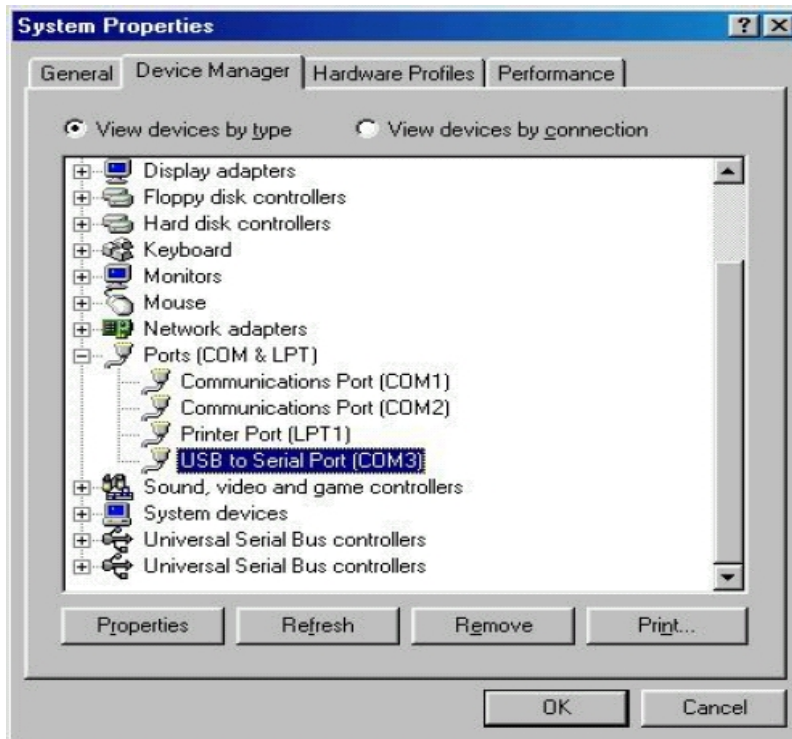 System Properties
General Device Manager Hardware Profiles Performance
View devices by type View devices by connection
Display adapters
Floppy disk controllers
Hard disk controllers
Keyboard
Monitors
Mouse
Network adapters
Ports (COM & LPT)
Communications Port (COM1)
Communications Port (COM2)
Printer Port (LPT1)
USB to Serial Port (COM3)
Sound, video and game controllers
System devices
Universal Serial Bus controllers
Universal Serial Bus controllers
Properties Refresh Remove Print...
OK Cancel